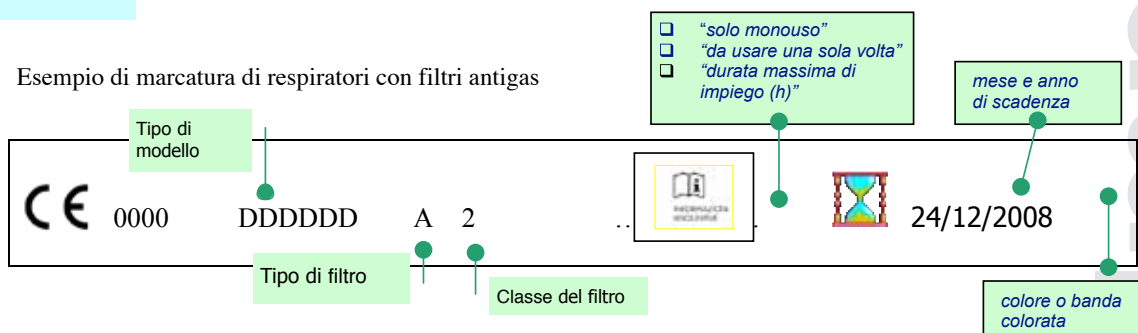 “solo monouso”
“da usare una sola volta”
“durata massima di
impiego (h)”
Esempio di marcatura di respiratori con filtri antigas
mese e anno
di scadenza
Tipo di
modello
CE 0000 DDDDDD A 2 .. . 24/12/2008
Tipo di filtro
Classe del filtro
colore o banda
colorata